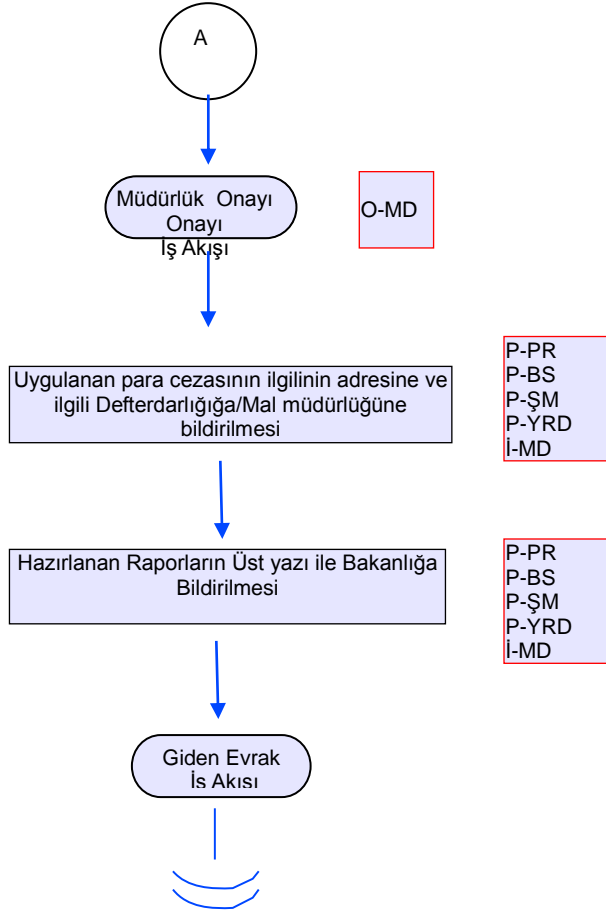 A
Müdürlük Onayı
Onayı
İş Akışı
O-MD
Uygulanan para cezasının ilgilinin adresine ve
ilgili Defterdarlığığa/Mal müdürlüğüne
bildirilmesi
P-PR
P-BS
P-ŞM
P-YRD
İ-MD
Hazırlanan Raporların Üst yazı ile Bakanlığa
Bildirilmesi
P-PR
P-BS
P-ŞM
P-YRD
İ-MD
Giden Evrak
İş Akışı